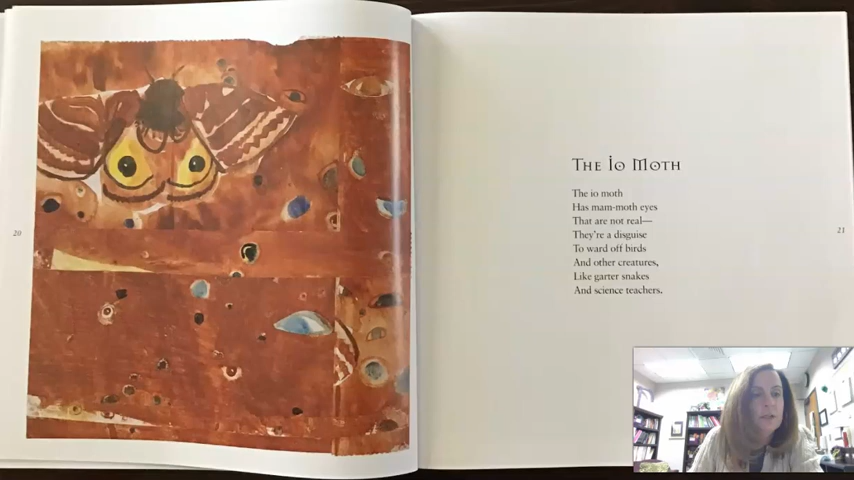 20
The Io Moth
The io moth
Has mam-moth eyes
That are not real—
They're a disguise
To ward off birds
And other creatures,
Like garter snakes
And science teachers.
21